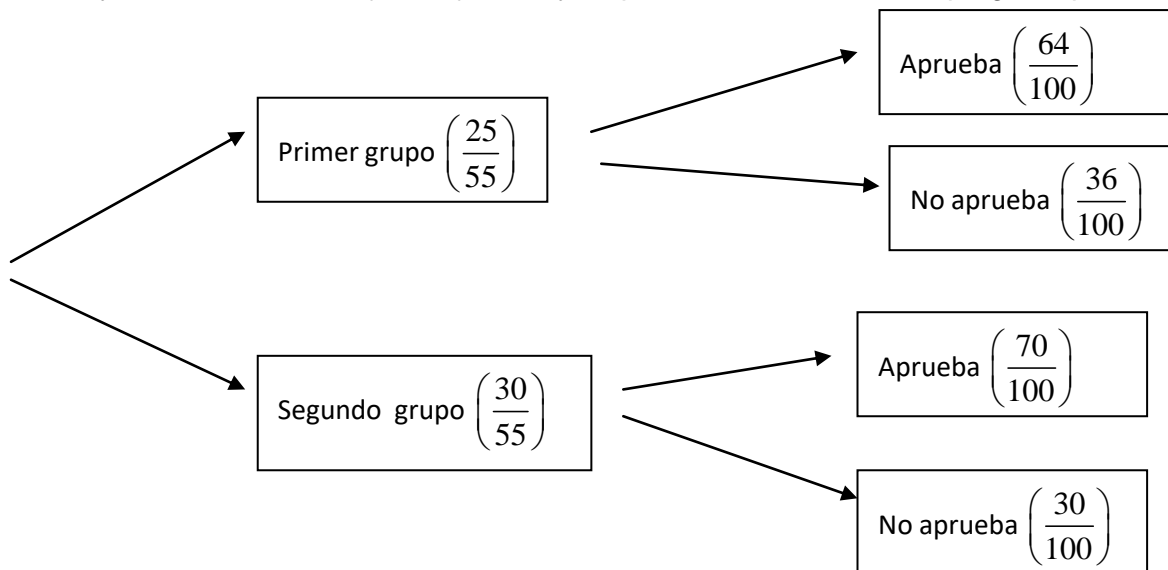 Aprueba (64/100)
Primer grupo (25/55)
No aprueba (36/100)
Segundo grupo (30/55)
Aprueba (70/100)
No aprueba (30/100)